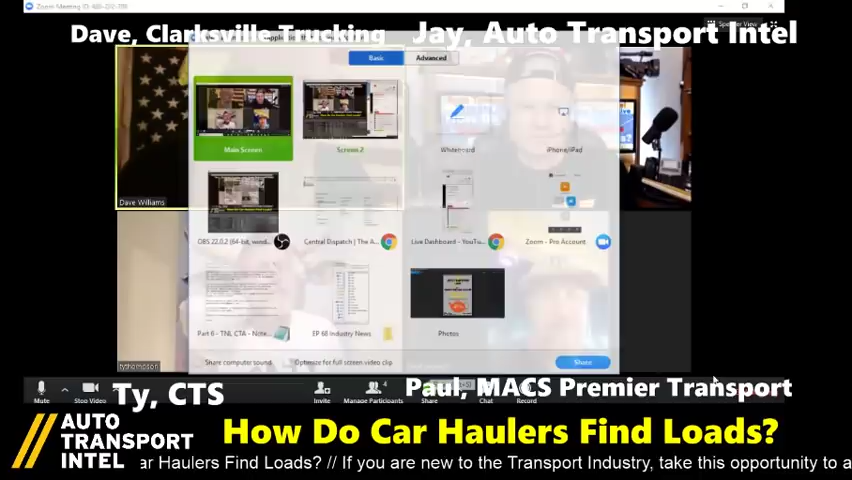 Dave, Clarksville Trucking
Jay, Auto Transport Intel
Basic
Advanced
Main Screen
Screen 2
Whiteboard
iPhone/iPad
Dave Williams
OBS 22.0.2 (64-bit, wind...
Central Dispatch | The A...
Live Dashboard - YouTu...
Zoom - Pro Account
Part 6 - TNL CTA - Note...
EP 68 Industry News
Photos
Share computer sound
Optimize for full screen video clip
Share
tythompson
Mute
Stop Video
Invite
Manage Participants
4
Share
Chat
Record
Ty, CTS
Paul, MACS Premier Transport
AUTO
TRANSPORT
INTEL
How Do Car Haulers Find Loads?
ar Haulers Find Loads? // If you are new to the Transport Industry, take this opportunity to a